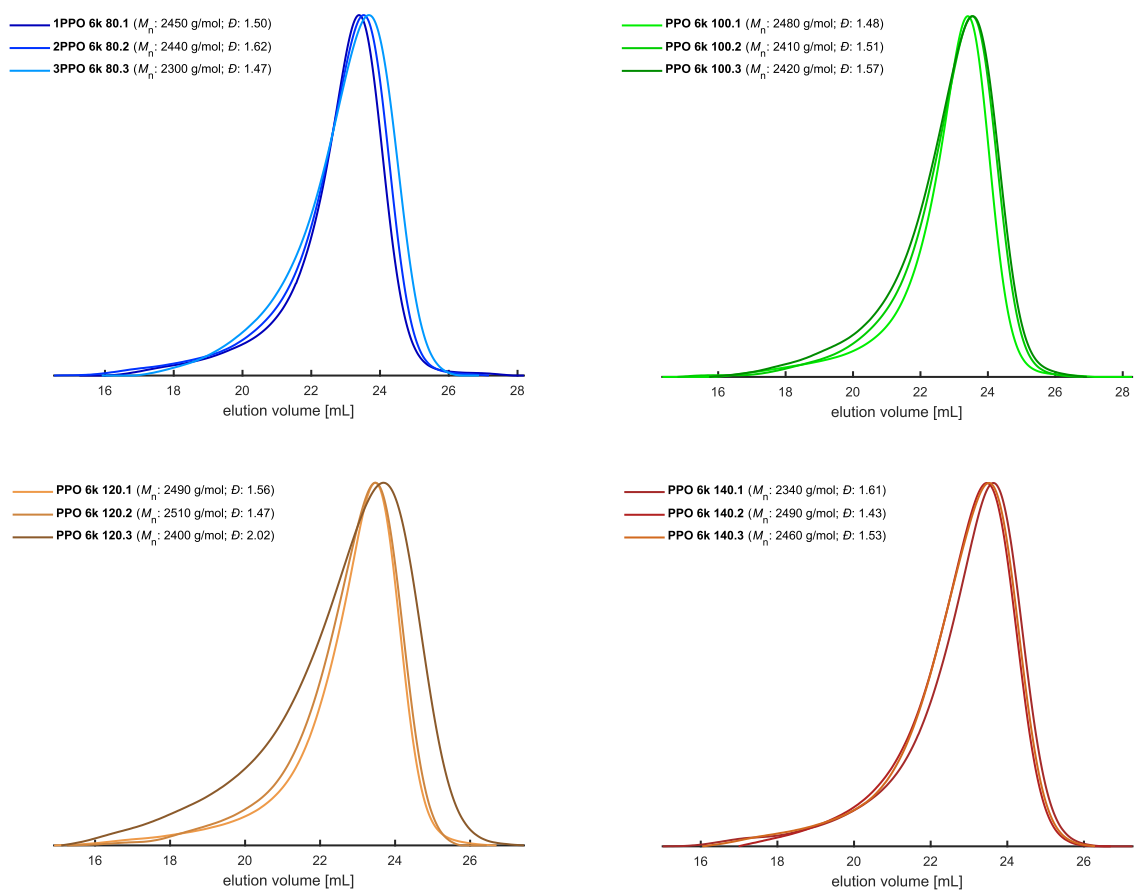 1PPO 6k 80.1 (Mn: 2450 g/mol; Đ: 1.50)
2PPO 6k 80.2 (Mn: 2440 g/mol; Đ: 1.62)
3PPO 6k 80.3 (Mn: 2300 g/mol; Đ: 1.47)
16 18 20 22 24 26 28
elution volume [mL]
PPO 6k 100.1 (Mn: 2480 g/mol; Đ: 1.48)
PPO 6k 100.2 (Mn: 2410 g/mol; Đ: 1.51)
PPO 6k 100.3 (Mn: 2420 g/mol; Đ: 1.57)
16 18 20 22 24 26 28
elution volume [mL]
PPO 6k 120.1 (Mn: 2490 g/mol; Đ: 1.56)
PPO 6k 120.2 (Mn: 2510 g/mol; Đ: 1.47)
PPO 6k 120.3 (Mn: 2400 g/mol; Đ: 2.02)
16 18 20 22 24 26
elution volume [mL]
PPO 6k 140.1 (Mn: 2340 g/mol; Đ: 1.61)
PPO 6k 140.2 (Mn: 2490 g/mol; Đ: 1.43)
PPO 6k 140.3 (Mn: 2460 g/mol; Đ: 1.53)
16 18 20 22 24 26
elution volume [mL]